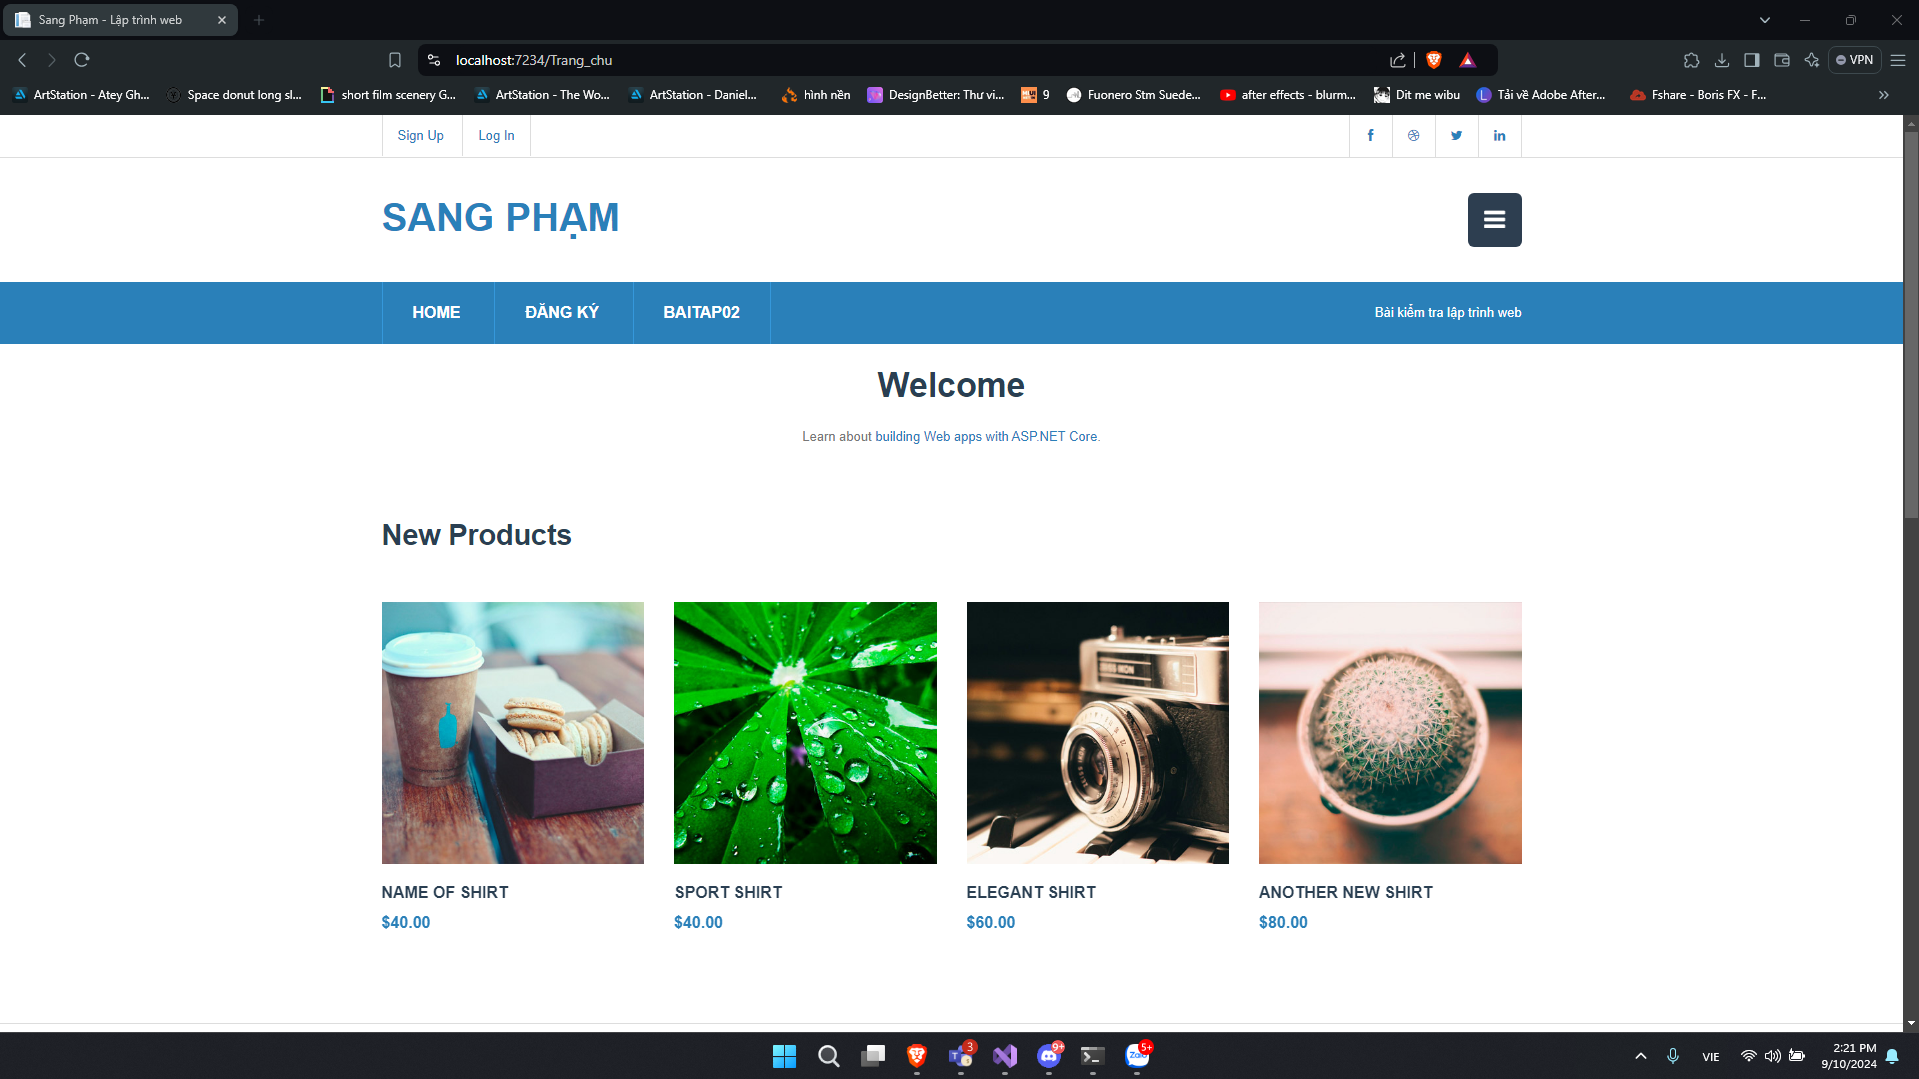 Sang Phạm - Lập trình web
localhost:7234/Trang_chu
VPN
ArtStation - Atey Gh...
Space donut long sl...
short film scenery G...
ArtStation - The Wo...
ArtStation - Daniel...
hình nền
DesignBetter: Thư vi...
9
Fuonero Stm Suede...
after effects - blurm...
Dit me wibu
Tải về Adobe After...
Fshare - Boris FX - F...
Sign Up
Log In
SANG PHẠM
HOME
ĐĂNG KÝ
BAITAP02
Bài kiểm tra lập trình web
Welcome
Learn about building Web apps with ASP.NET Core.
New Products
NAME OF SHIRT
$40.00
SPORT SHIRT
$40.00
ELEGANT SHIRT
$60.00
ANOTHER NEW SHIRT
$80.00
3
9+
Zalo
5+
VIE
2:21 PM
9/10/2024